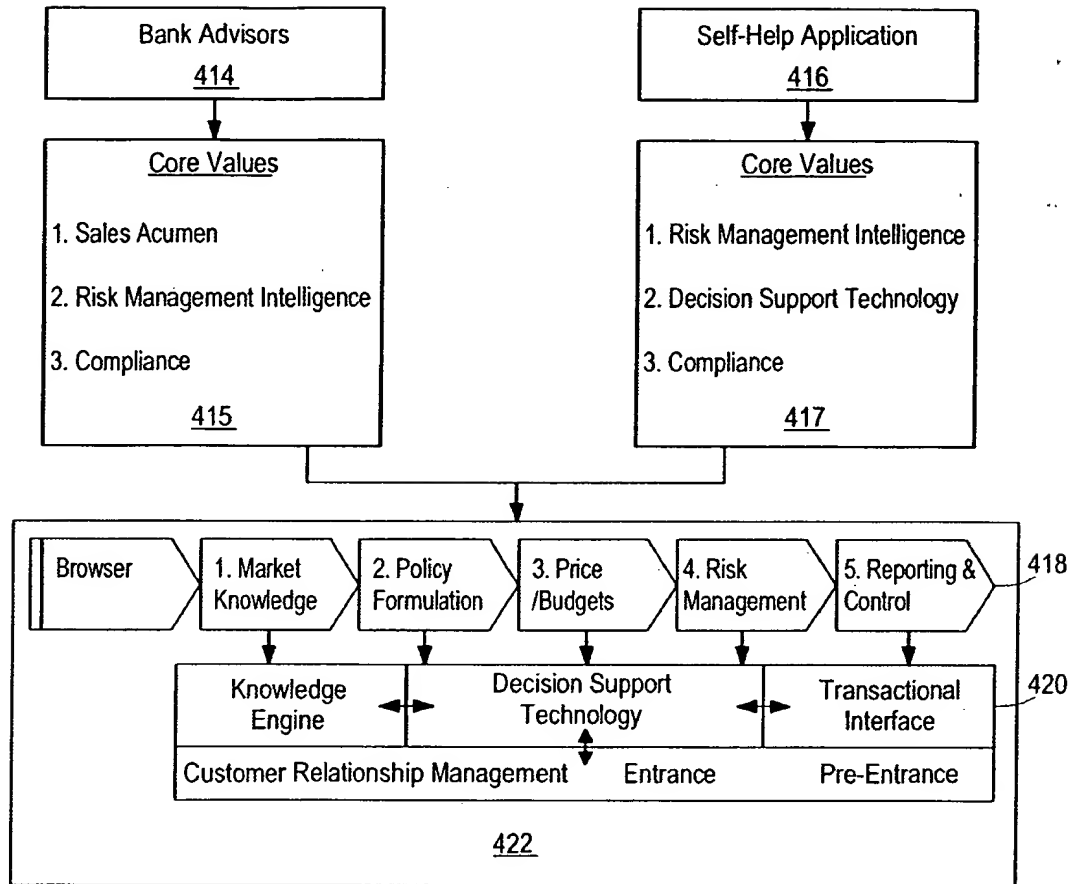 Bank Advisors
414
Self-Help Application
416
Core Values
1. Sales Acumen
2. Risk Management Intelligence
3. Compliance
415
Core Values
1. Risk Management Intelligence
2. Decision Support Technology
3. Compliance
417
Browser
1. Market
Knowledge
2. Policy
Formulation
3. Price
/Budgets
4. Risk
Management
5. Reporting &
Control
418
Knowledge
Engine
Decision Support
Technology
Transactional
Interface
420
Customer Relationship Management
Entrance
Pre-Entrance
422